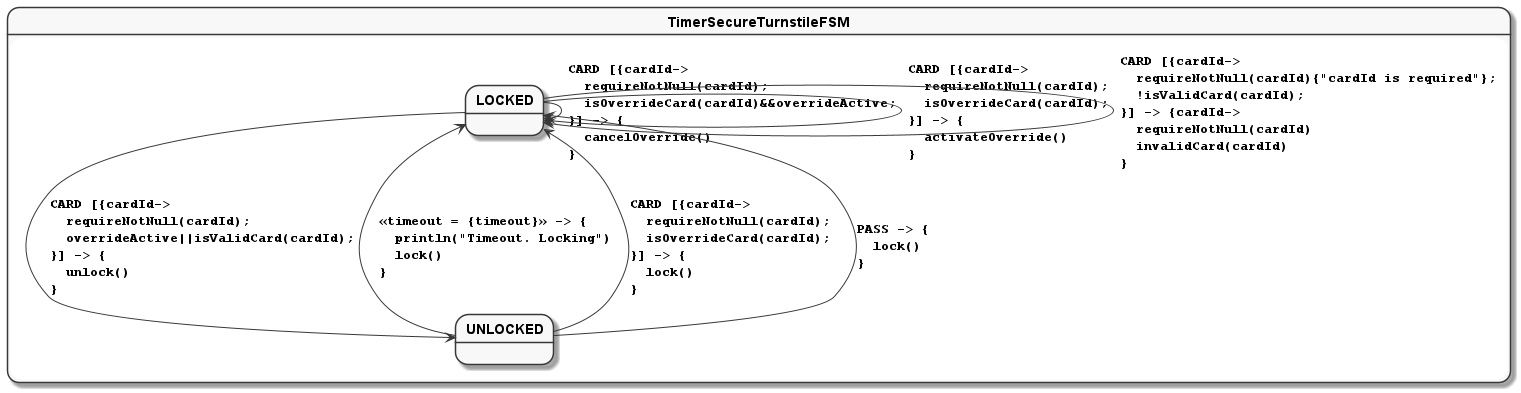 TimerSecureTurnstileFSM
LOCKED
CARD [{cardId->
  requireNotNull(cardId);
  isOverrideCard(cardId)&&overrideActive;
}] -> {
  cancelOverride()
}
CARD [{cardId->
  requireNotNull(cardId);
  isOverrideCard(cardId);
}] -> {
  activateOverride()
}
CARD [{cardId->
  requireNotNull(cardId){"cardId is required"};
  !isValidCard(cardId);
}] -> {cardId->
  requireNotNull(cardId)
  invalidCard(cardId)
}
CARD [{cardId->
  requireNotNull(cardId);
  overrideActive||isValidCard(cardId);
}] -> {
  unlock()
}
«timeout = {timeout}» -> {
  println("Timeout. Locking")
  lock()
}
CARD [{cardId->
  requireNotNull(cardId);
  isOverrideCard(cardId);
}] -> {
  lock()
}
PASS -> {
  lock()
}
UNLOCKED